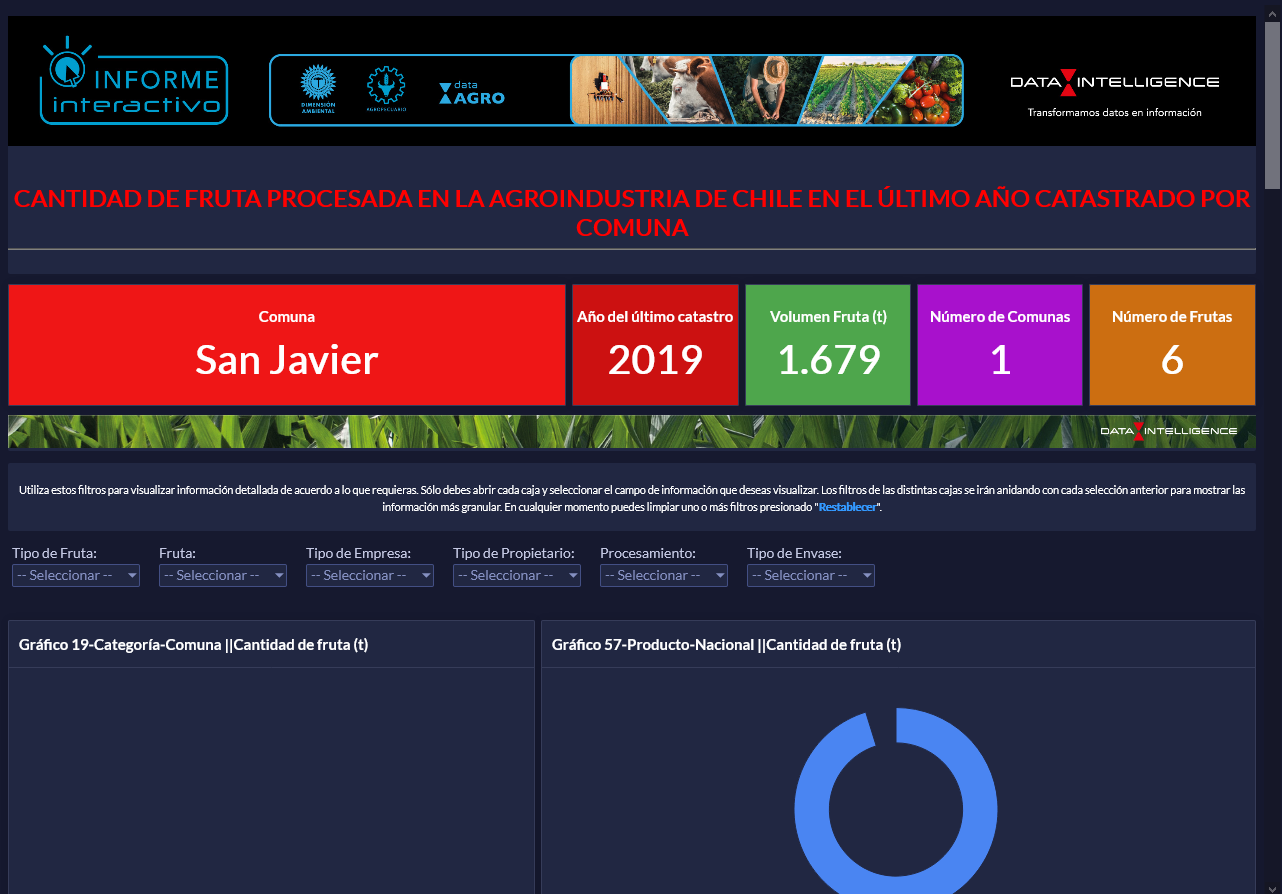 INFORME
interactivo
DIMENSIÓN
AMBIENTAL
AGROPECUARIO
data
AGRO
DATA INTELLIGENCE
Transformamos datos en información
CANTIDAD DE FRUTA PROCESADA EN LA AGROINDUSTRIA DE CHILE EN EL ÚLTIMO AÑO CATASTRADO POR
COMUNA
Comuna
San Javier
Año del último catastro
2019
Volumen Fruta (t)
1.679
Número de Comunas
1
Número de Frutas
6
DATA INTELLIGENCE
Utiliza estos filtros para visualizar información detallada de acuerdo a lo que requieras. Sólo debes abrir cada caja y seleccionar el campo de información que deseas visualizar. Los filtros de las distintas cajas se irán anidando con cada selección anterior para mostrar las
información más granular. En cualquier momento puedes limpiar uno o más filtros presionado "Restablecer".
Tipo de Fruta:
-- Seleccionar --
Fruta:
-- Seleccionar --
Tipo de Empresa:
-- Seleccionar --
Tipo de Propietario:
-- Seleccionar --
Procesamiento:
-- Seleccionar --
Tipo de Envase:
-- Seleccionar --
Gráfico 19-Categoría-Comuna ||Cantidad de fruta (t)
Gráfico 57-Producto-Nacional ||Cantidad de fruta (t)